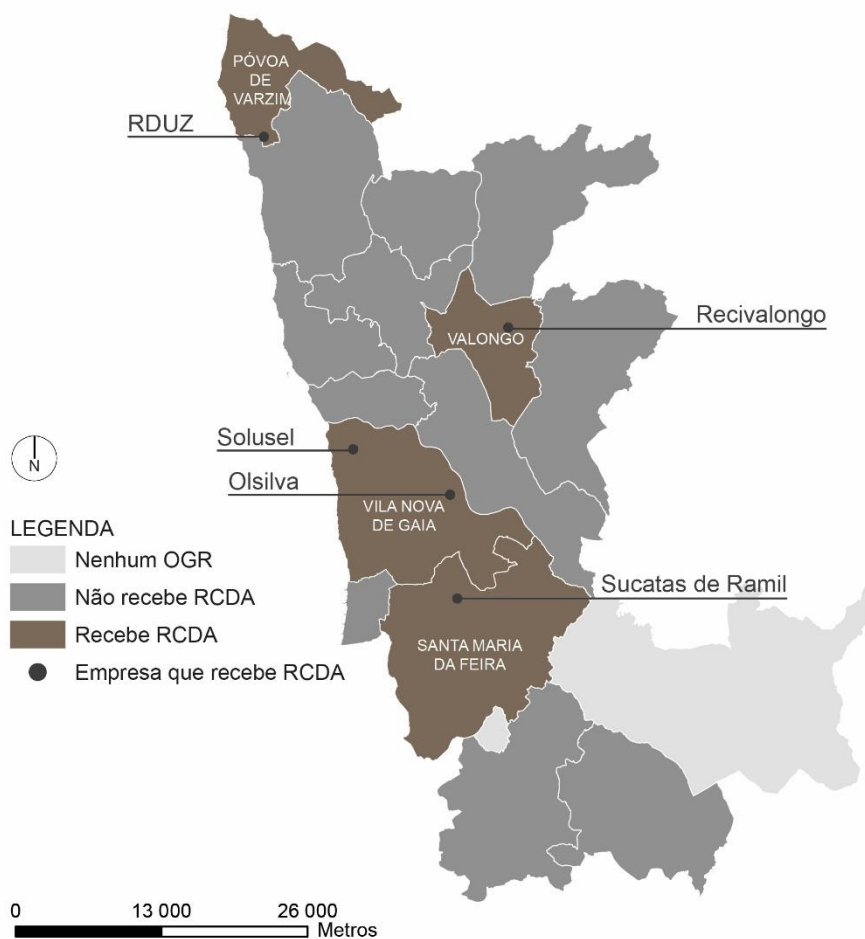 PÓVOA
DE
VARZIM
RDUZ
Recivalongo
VALONGO
Solusel
Olsilva
VILA NOVA
DE GAIA
N
LEGENDA
Nenhum OGR
Não recebe RCDA
Recebe RCDA
Empresa que recebe RCDA
Sucatas de Ramil
SANTA MARIA
DA FEIRA
0 13 000 26 000
Metros